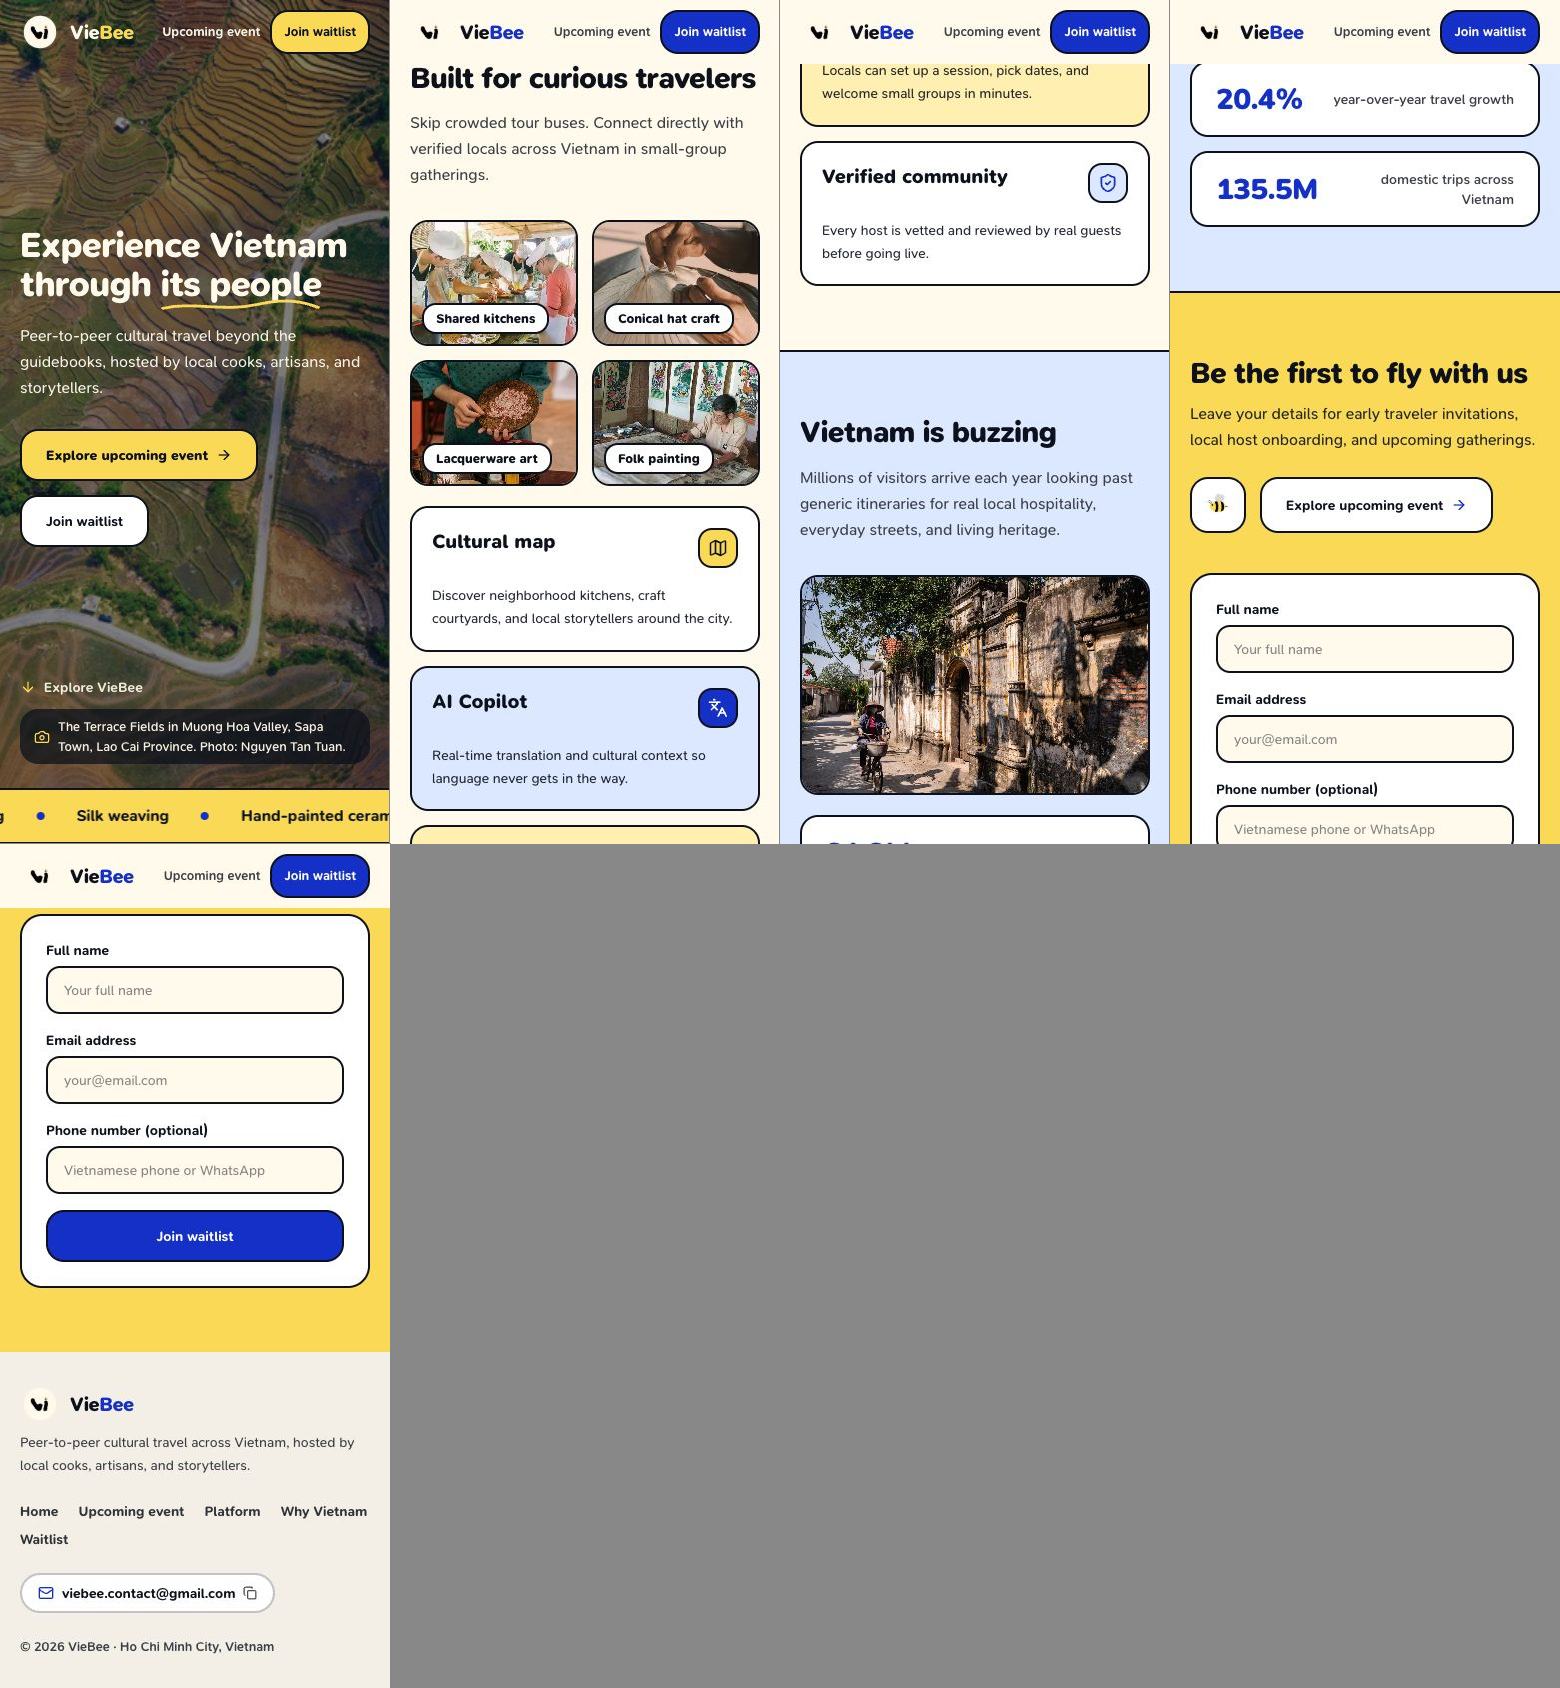 VieBee
Upcoming event
Join waitlist
Experience Vietnam
through its people
Peer-to-peer cultural travel beyond the
guidebooks, hosted by local cooks, artisans, and
storytellers.
Explore upcoming event
Join waitlist
Explore VieBee
The Terrace Fields in Muong Hoa Valley, Sapa
Town, Lao Cai Province. Photo: Nguyen Tan Tuan.
Silk weaving
Hand-painted
VieBee
Upcoming event
Join waitlist
Built for curious travelers
Skip crowded tour buses. Connect directly with
verified locals across Vietnam in small-group
gatherings.
Shared kitchens
Conical hat craft
Lacquerware art
Folk painting
Cultural map
Discover neighborhood kitchens, craft
courtyards, and local storytellers around the city.
AI Copilot
Real-time translation and cultural context so
language never gets in the way.
VieBee
Upcoming event
Join waitlist
Locals can set up a session, pick dates, and
welcome small groups in minutes.
Verified community
Every host is vetted and reviewed by real guests
before going live.
Vietnam is buzzing
Millions of visitors arrive each year looking past
generic itineraries for real local hospitality,
everyday streets, and living heritage.
VieBee
Upcoming event
Join waitlist
20.4%
year-over-year travel growth
135.5M
domestic trips across
Vietnam
Be the first to fly with us
Leave your details for early traveler invitations,
local host onboarding, and upcoming gatherings.
Explore upcoming event
Full name
Your full name
Email address
your@email.com
Phone number (optional)
Vietnamese phone or WhatsApp
VieBee
Upcoming event
Join waitlist
Full name
Your full name
Email address
your@email.com
Phone number (optional)
Vietnamese phone or WhatsApp
Join waitlist
VieBee
Peer-to-peer cultural travel across Vietnam, hosted by
local cooks, artisans, and storytellers.
Home
Upcoming event
Platform
Why Vietnam
Waitlist
viebee.contact@gmail.com
© 2026 VieBee · Ho Chi Minh City, Vietnam